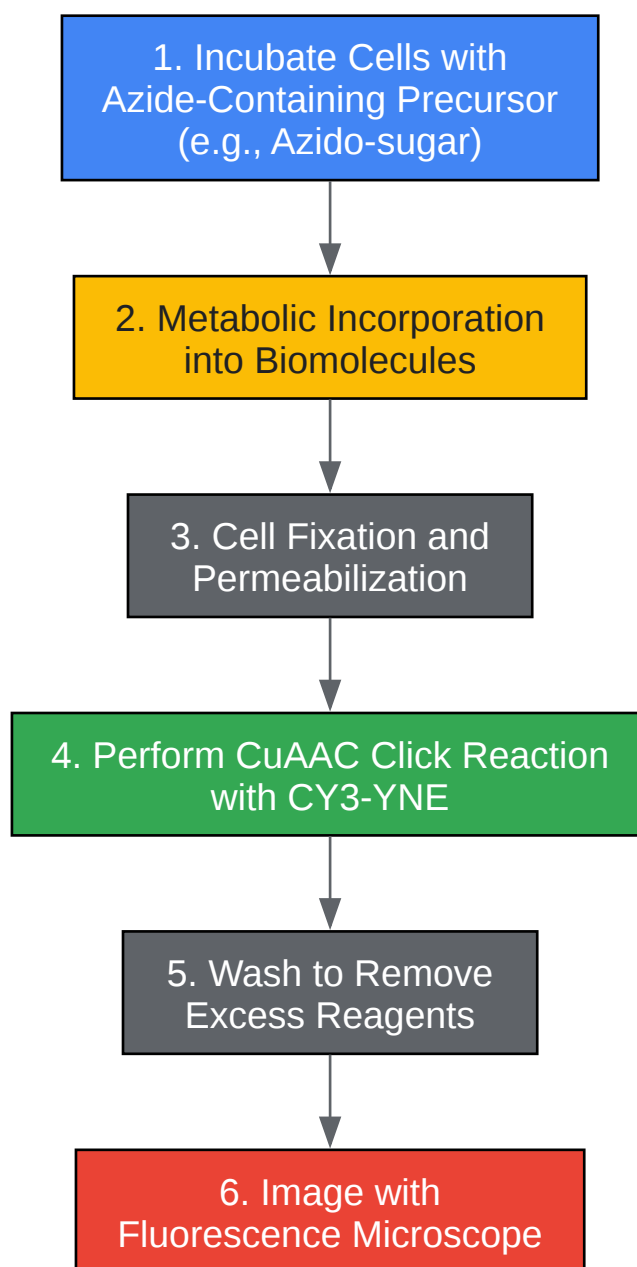 1. Incubate Cells with
Azide-Containing Precursor
(e.g., Azido-sugar)
2. Metabolic Incorporation
into Biomolecules
3. Cell Fixation and
Permeabilization
4. Perform CuAAC Click Reaction
with CY3-YNE
5. Wash to Remove
Excess Reagents
6. Image with
Fluorescence Microscope